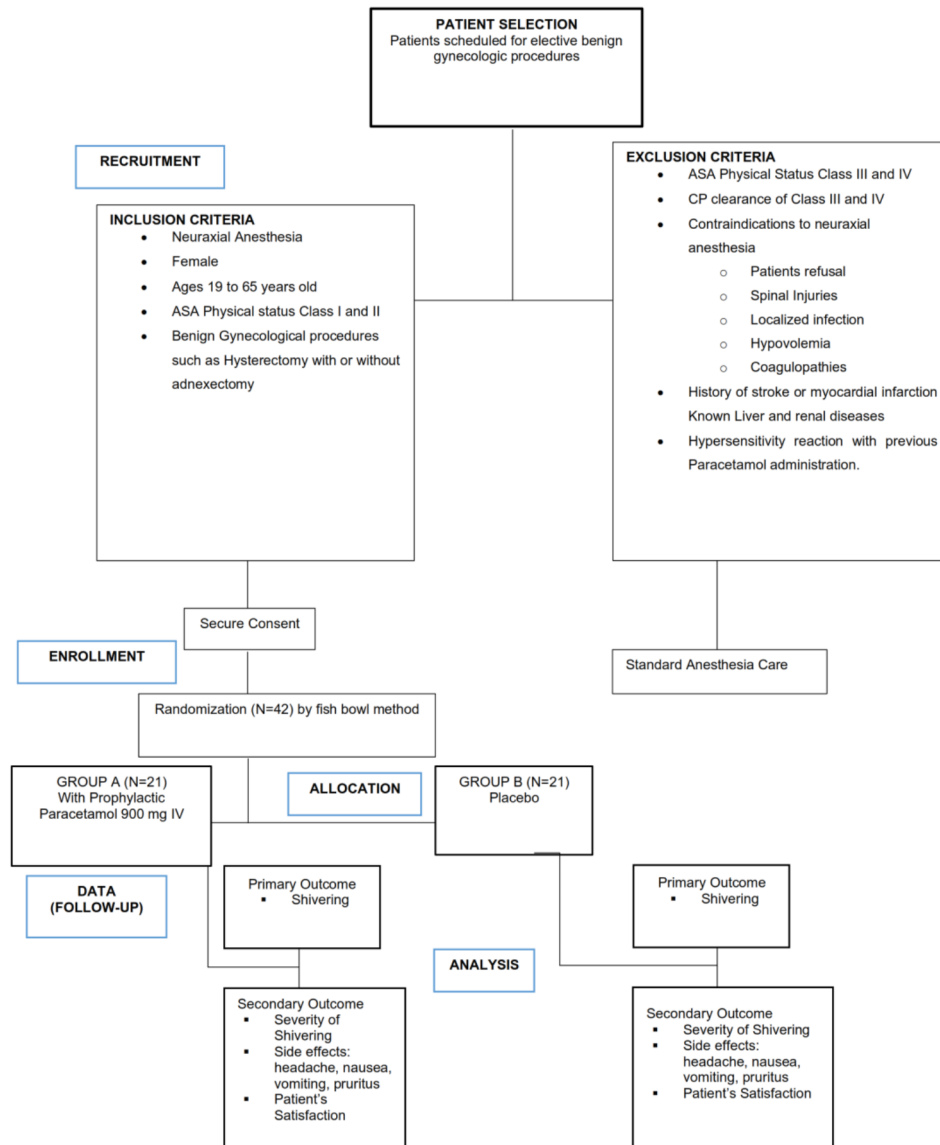 PATIENT SELECTION
Patients scheduled for elective benign
gynecologic procedures
RECRUITMENT
INCLUSION CRITERIA
• Neuraxial Anesthesia
• Female
• Ages 19 to 65 years old
• ASA Physical status Class I and II
• Benign Gynecological procedures
such as Hysterectomy with or without
adnexectomy
EXCLUSION CRITERIA
• ASA Physical Status Class III and IV
• CP clearance of Class III and IV
• Contraindications to neuraxial
anesthesia
o Patients refusal
o Spinal Injuries
o Localized infection
o Hypovolemia
o Coagulopathies
• History of stroke or myocardial infarction
Known Liver and renal diseases
• Hypersensitivity reaction with previous
Paracetamol administration.
Secure Consent
ENROLLMENT
Standard Anesthesia Care
Randomization (N=42) by fish bowl method
GROUP A (N=21)
With Prophylactic
Paracetamol 900 mg IV
ALLOCATION
GROUP B (N=21)
Placebo
DATA
(FOLLOW-UP)
Primary Outcome
▪ Shivering
Primary Outcome
▪ Shivering
ANALYSIS
Secondary Outcome
▪ Severity of
Shivering
▪ Side effects:
headache, nausea,
vomiting, pruritus
▪ Patient's
Satisfaction
Secondary Outcome
▪ Severity of Shivering
▪ Side effects:
headache, nausea,
vomiting, pruritus
▪ Patient's Satisfaction